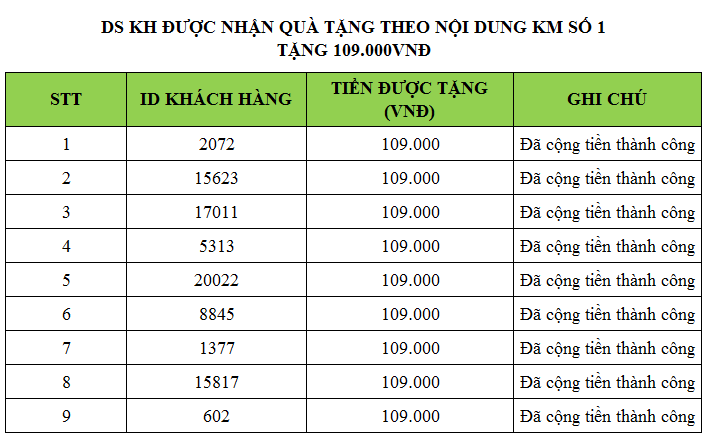 DS KH ĐƯỢC NHẬN QUÀ TẶNG THEO NỘI DUNG KM SỐ 1
TẶNG 109.000VNĐ
STT ID KHÁCH HÀNG TIỀN ĐƯỢC TẶNG (VNĐ) GHI CHÚ
1 2072 109.000 Đã cộng tiền thành công
2 15623 109.000 Đã cộng tiền thành công
3 17011 109.000 Đã cộng tiền thành công
4 5313 109.000 Đã cộng tiền thành công
5 20022 109.000 Đã cộng tiền thành công
6 8845 109.000 Đã cộng tiền thành công
7 1377 109.000 Đã cộng tiền thành công
8 15817 109.000 Đã cộng tiền thành công
9 602 109.000 Đã cộng tiền thành công